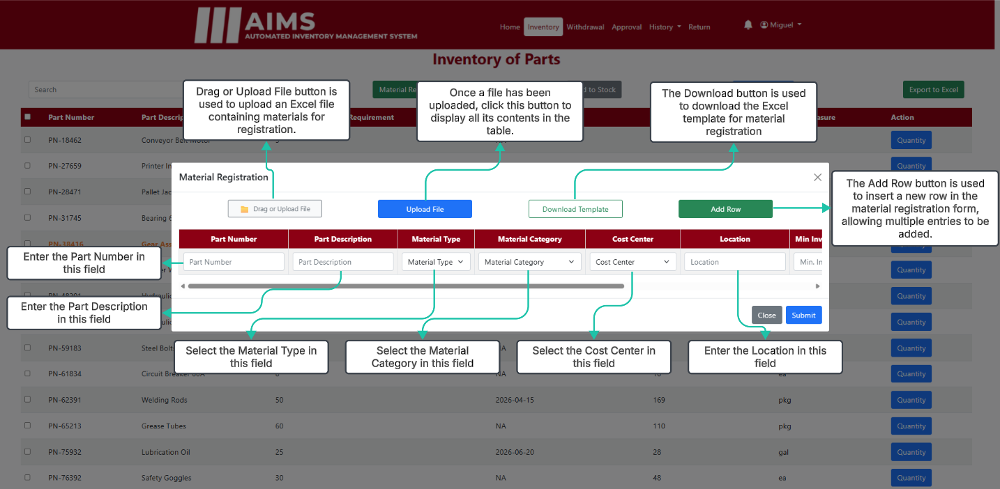 AIMS
AUTOMATED INVENTORY MANAGEMENT SYSTEM
Home Inventory Withdrawal Approval History Return Miguel
Inventory of Parts
Search
Material Re
to Stock
Export to Excel
Drag or Upload File button is
used to upload an Excel file
containing materials for
registration.
Once a file has been
uploaded, click this button to
display all its contents in the
table.
The Download button is used
to download the Excel
template for material
registration
Part Number Part Descrip Requirement sure Action
PN-18462 Conveyor Belt Motor Quantity
PN-27659 Printer In Quantity
PN-28471 Pallet Jac
PN-31745 Bearing 6
PN-38416 Gear Ass
Material Registration
Drag or Upload File
Upload File
Download Template
Add Row
The Add Row button is used
to insert a new row in the
material registration form,
allowing multiple entries to be
added.
Part Number Part Description Material Type Material Category Cost Center Location Min Inv
Part Number Part Description Material Type Material Category Cost Center Location Min. In
Enter the Part Number in
this field
Quantity
Enter the Part Description
in this field
Quantity
Quantity
Close Submit
Select the Material Type in
this field
Select the Material
Category in this field
Select the Cost Center in
this field
Enter the Location in this
field
PN-59183 Steel Bolts Quantity
PN-61834 Circuit Breaker 60A NA ea Quantity
PN-62391 Welding Rods 50 2026-04-15 169 pkg Quantity
PN-65213 Grease Tubes 60 NA 110 pkg Quantity
PN-75932 Lubrication Oil 25 2026-06-20 28 gal Quantity
PN-76392 Safety Goggles 30 NA 48 ea Quantity